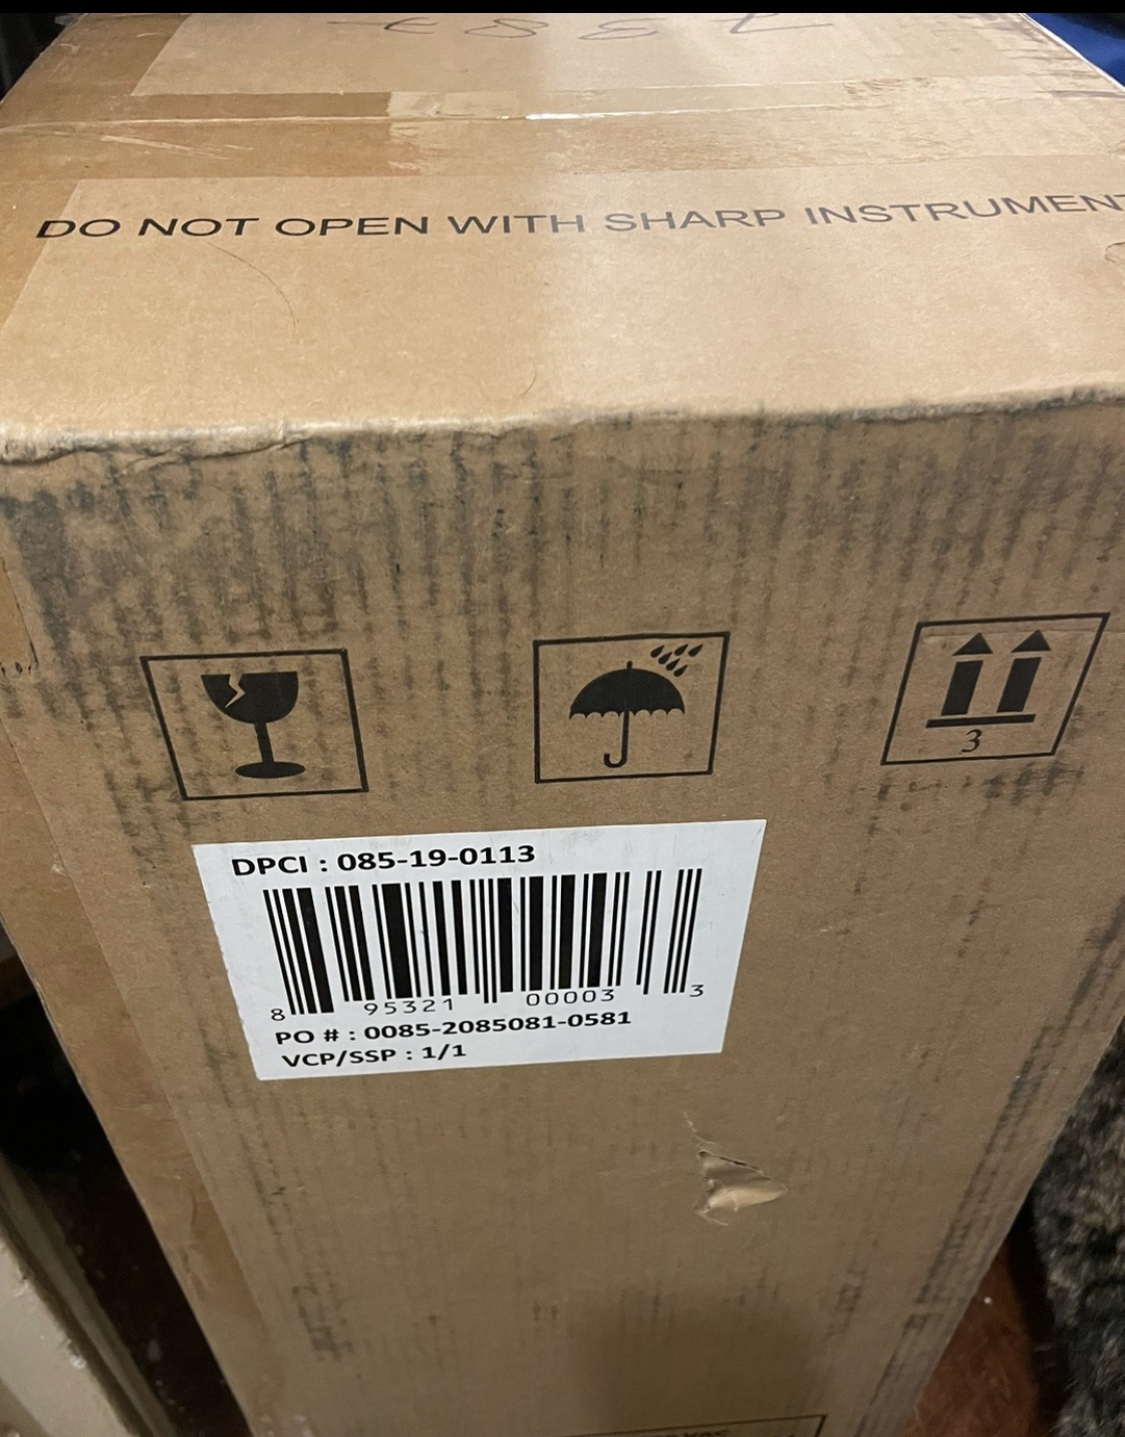 DO NOT OPEN WITH SHARP INSTRUMENT
3
DPCI : 085-19-0113
8 95321 00003 3
PO # : 0085-2085081-0581
VCP/SSP : 1/1